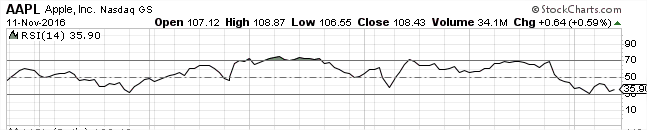 AAPL Apple, Inc. Nasdaq GS © StockCharts.com
11-Nov-2016 Open 107.12 High 108.87 Low 106.55 Close 108.43 Volume 34.1M Chg +0.64 (+0.59%)
RSI(14) 35.90
90
70
50
35.90
30
10